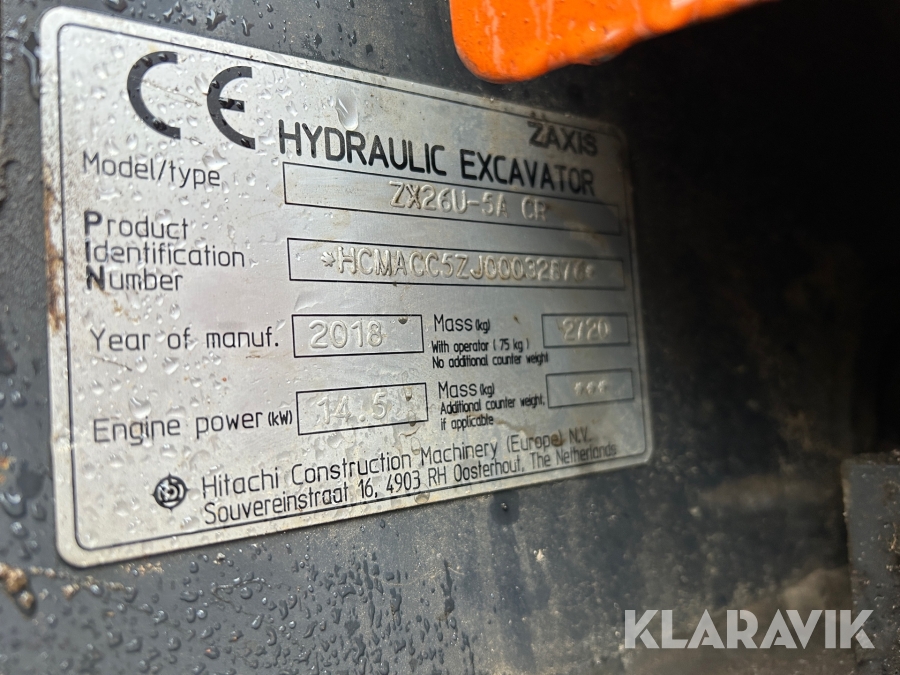 CE
ZAXIS
HYDRAULIC EXCAVATOR
Model/type ZX26U-5A CR
Product
Identification
Number
Year of manuf. 2018
Mass (kg) 2720
With operator ( 75 kg )
No additional counter weight
Engine power (kW) 14.5
Mass (kg) ***
Additional counter weight,
if applicable
Hitachi Construction Machinery (Europe) N.V.
Souvereinstraat 16, 4903 RH Oosterhout, The Netherlands
KLARAVIK